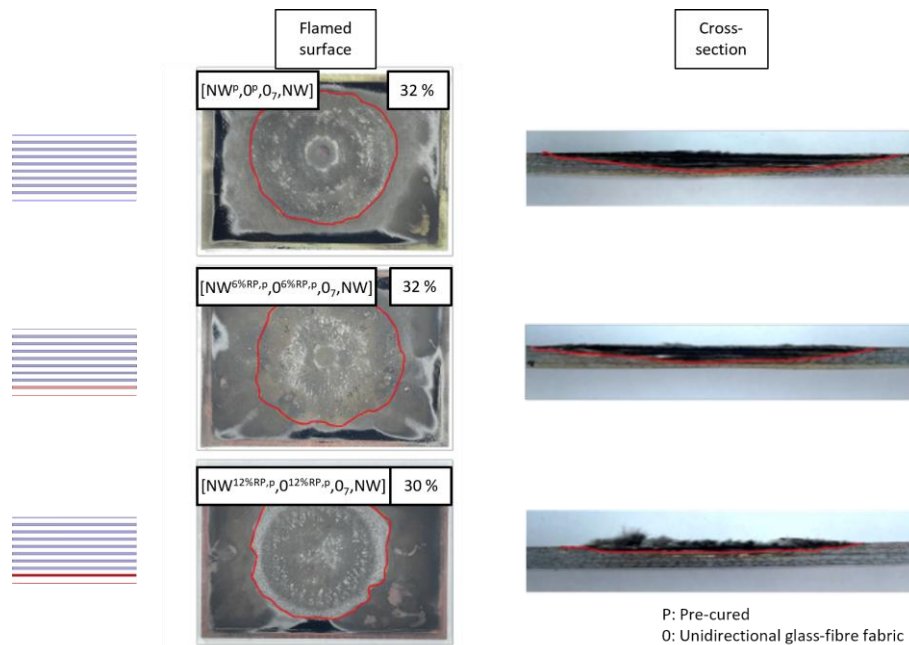 Flamed
surface
Cross-
section
[NWᵖ,0ᵖ,0₇,NW]
32 %
[NW⁶%ᴿᴾ,ᵖ,0⁶%ᴿᴾ,ᵖ,0₇,NW]
32 %
[NW¹²%ᴿᴾ,ᵖ,0¹²%ᴿᴾ,ᵖ,0₇,NW]
30 %
P: Pre-cured
0: Unidirectional glass-fibre fabric